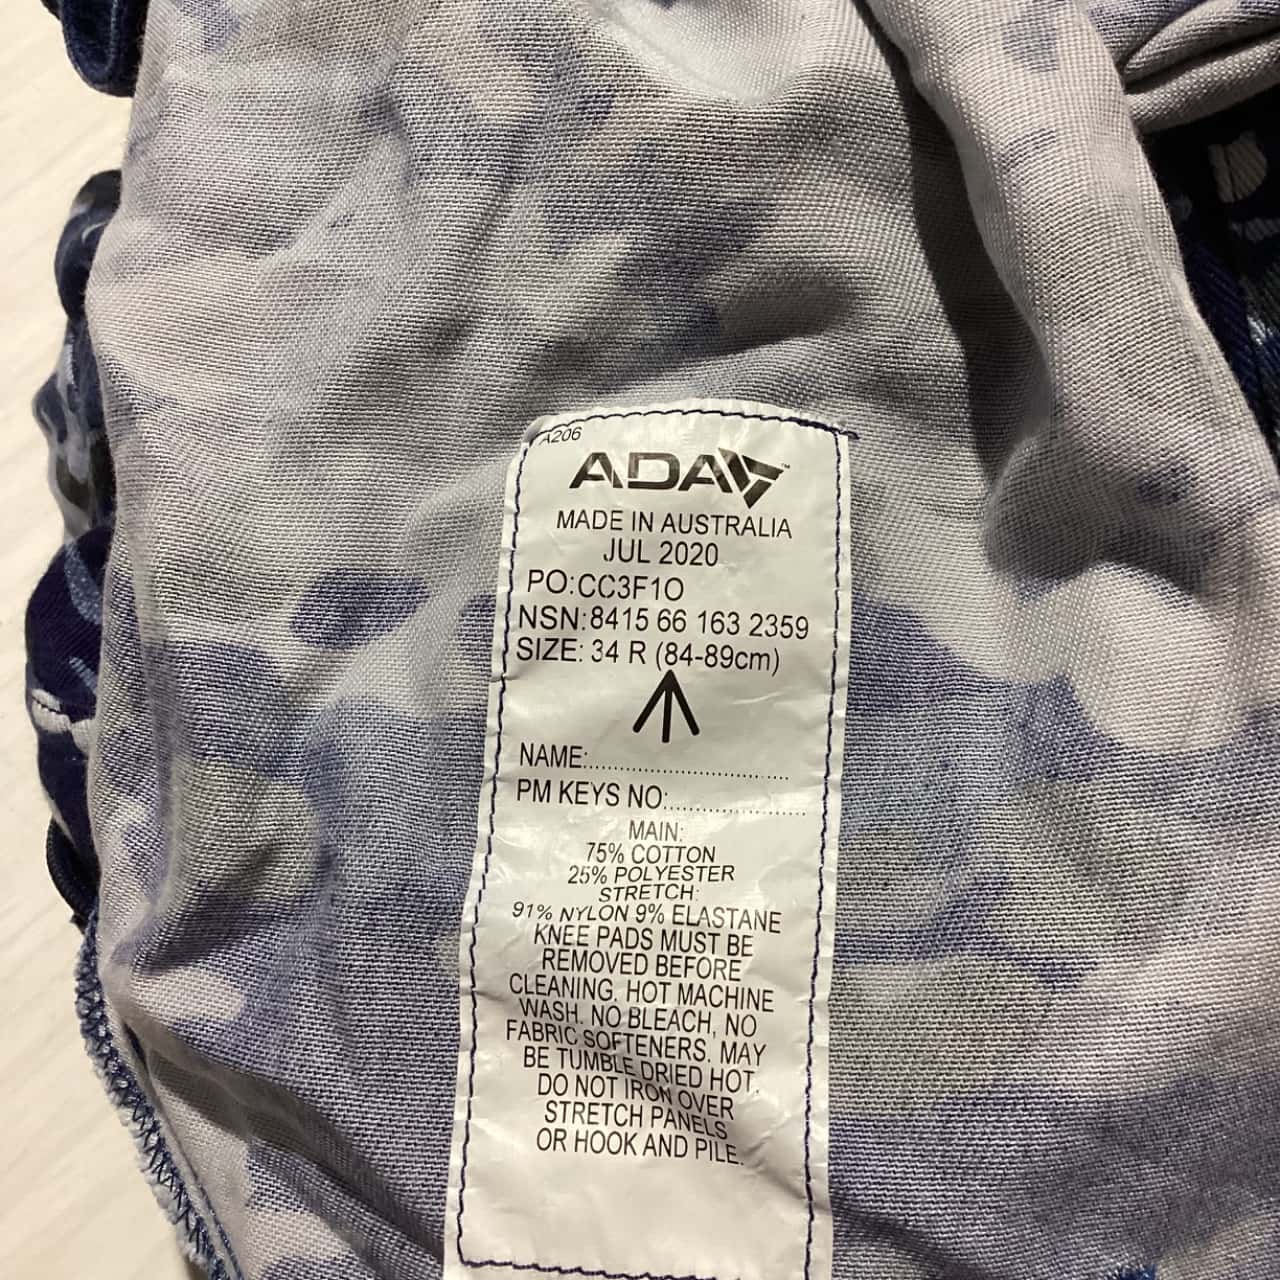 A206
ADA™
MADE IN AUSTRALIA
JUL 2020
PO:CC3F1O
NSN:8415 66 163 2359
SIZE: 34 R (84-89cm)
NAME:................................
PM KEYS NO:.....................
MAIN:
75% COTTON
25% POLYESTER
STRETCH:
91% NYLON 9% ELASTANE
KNEE PADS MUST BE
REMOVED BEFORE
CLEANING. HOT MACHINE
WASH. NO BLEACH, NO
FABRIC SOFTENERS. MAY
BE TUMBLE DRIED HOT.
DO NOT IRON OVER
STRETCH PANELS
OR HOOK AND PILE.